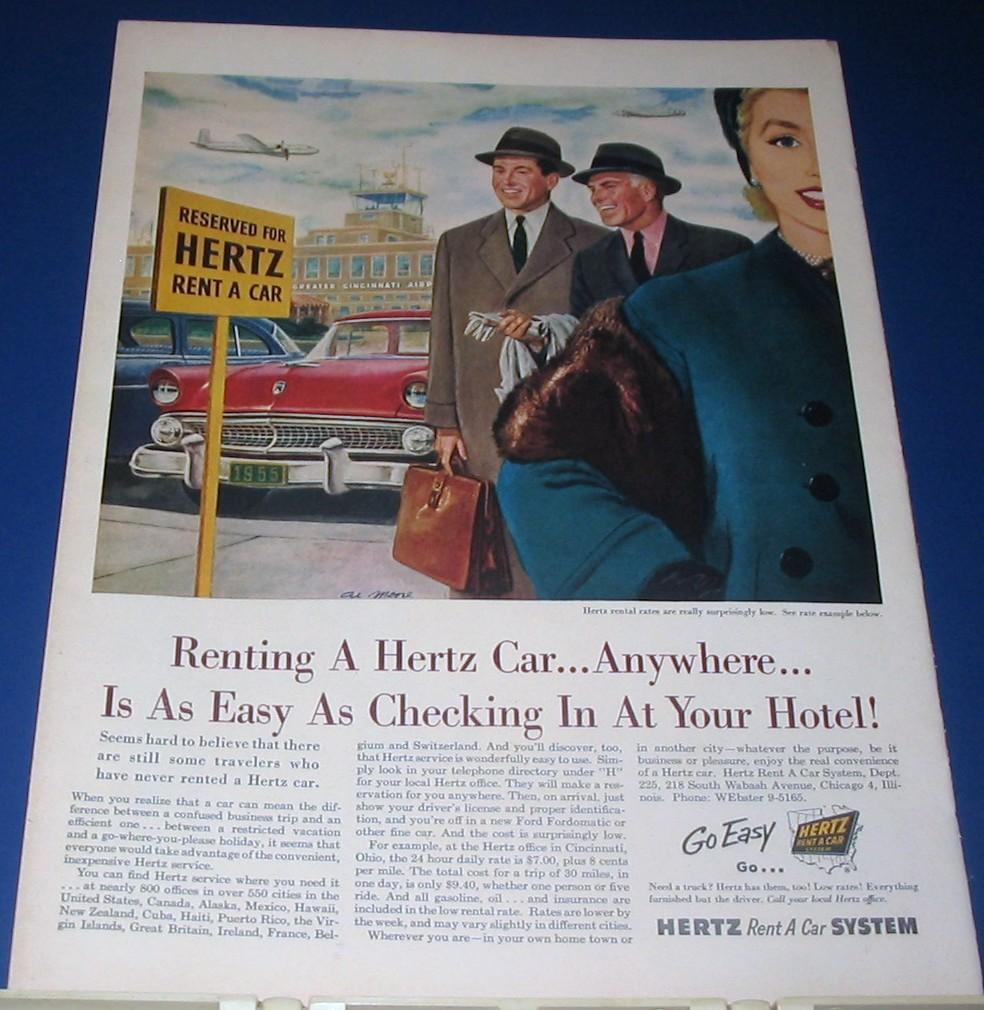 RESERVED FOR
HERTZ
RENT A CAR
GREATER CINCINNATI AIRP
1955
Al Moore
Hertz rental rates are really surprisingly low. See rate example below.
Renting A Hertz Car...Anywhere...
Is As Easy As Checking In At Your Hotel!
Seems hard to believe that there
are still some travelers who
have never rented a Hertz car.
When you realize that a car can mean the dif-
ference between a confused business trip and an
efficient one . . . between a restricted vacation
and a go-where-you-please holiday, it seems that
everyone would take advantage of the convenient,
inexpensive Hertz service.
You can find Hertz service where you need it
. . . at nearly 800 offices in over 550 cities in the
United States, Canada, Alaska, Mexico, Hawaii,
New Zealand, Cuba, Haiti, Puerto Rico, the Vir-
gin Islands, Great Britain, Ireland, France, Bel-
gium and Switzerland. And you'll discover, too,
that Hertz service is wonderfully easy to use. Sim-
ply look in your telephone directory under "H"
for your local Hertz office. They will make a res-
ervation for you anywhere. Then, on arrival, just
show your driver's license and proper identifica-
tion, and you're off in a new Ford Fordomatic or
other fine car. And the cost is surprisingly low.
For example, at the Hertz office in Cincinnati,
Ohio, the 24 hour daily rate is $7.00, plus 8 cents
per mile. The total cost for a trip of 30 miles, in
one day, is only $9.40, whether one person or five
ride. And all gasoline, oil . . . and insurance are
included in the low rental rate. Rates are lower by
the week, and may vary slightly in different cities.
Wherever you are—in your own home town or
in another city—whatever the purpose, be it
business or pleasure, enjoy the real convenience
of a Hertz car. Hertz Rent A Car System, Dept.
225, 218 South Wabash Avenue, Chicago 4, Illi-
nois. Phone: WEbster 9-5165.
Go Easy
Go...
HERTZ
RENT A CAR
SYSTEM
Need a truck? Hertz has them, too! Low rates! Everything
furnished but the driver. Call your local Hertz office.
HERTZ Rent A Car SYSTEM